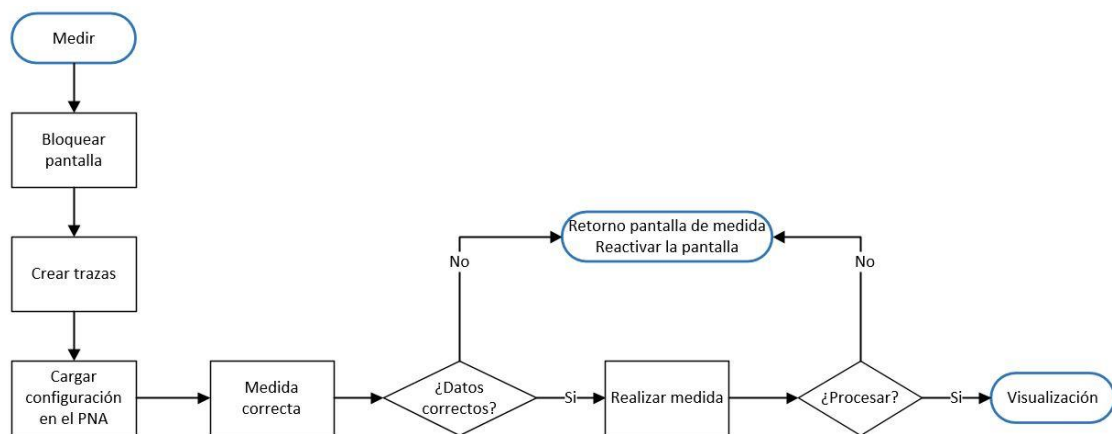 Medir
Bloquear
pantalla
Crear trazas
Cargar
configuración
en el PNA
Medida
correcta
¿Datos
correctos?
No
Si
Retorno pantalla de medida
Reactivar la pantalla
Realizar medida
¿Procesar?
No
Si
Visualización